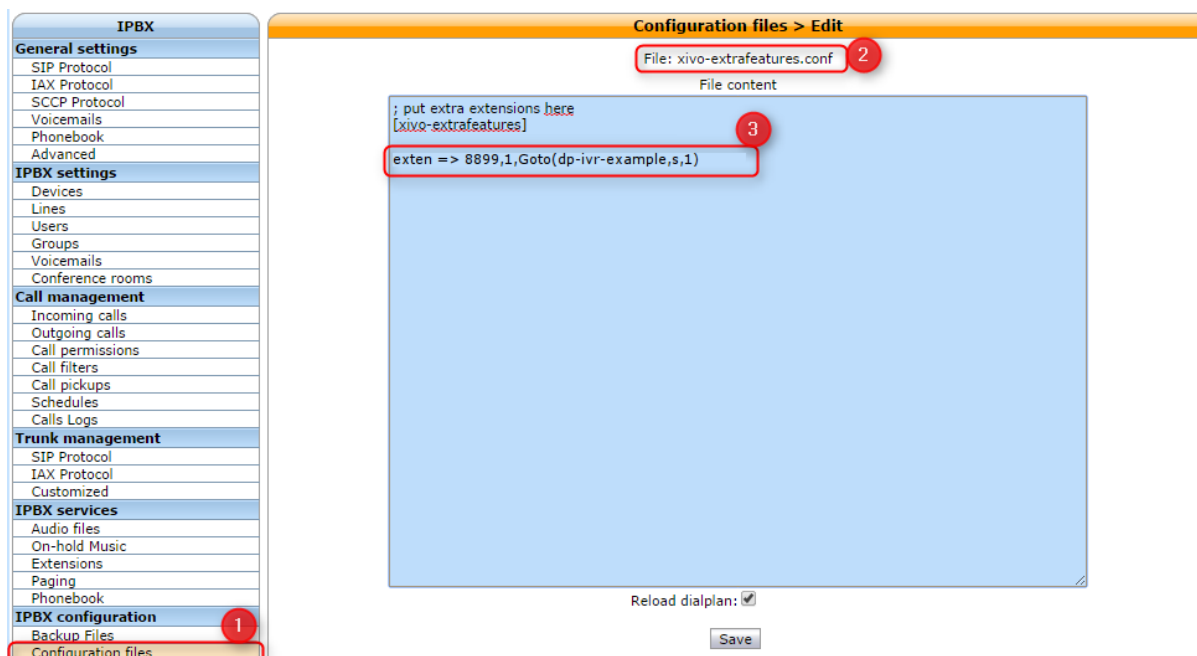 IPBX
General settings
SIP Protocol
IAX Protocol
SCCP Protocol
Voicemails
Phonebook
Advanced
IPBX settings
Devices
Lines
Users
Groups
Voicemails
Conference rooms
Call management
Incoming calls
Outgoing calls
Call permissions
Call filters
Call pickups
Schedules
Calls Logs
Trunk management
SIP Protocol
IAX Protocol
Customized
IPBX services
Audio files
On-hold Music
Extensions
Paging
Phonebook
IPBX configuration
1
Backup Files
Configuration files
Configuration files > Edit
File: xivo-extrafeatures.conf
2
File content
; put extra extensions here
[xivo-extrafeatures]
3
exten => 8899,1,Goto(dp-ivr-example,s,1)
Reload dialplan:
Save